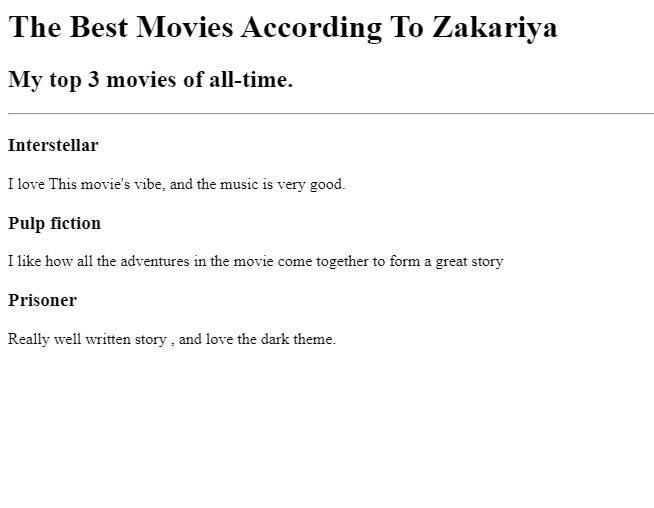 The Best Movies According To Zakariya
My top 3 movies of all-time.
Interstellar
I love This movie's vibe, and the music is very good.
Pulp fiction
I like how all the adventures in the movie come together to form a great story
Prisoner
Really well written story , and love the dark theme.